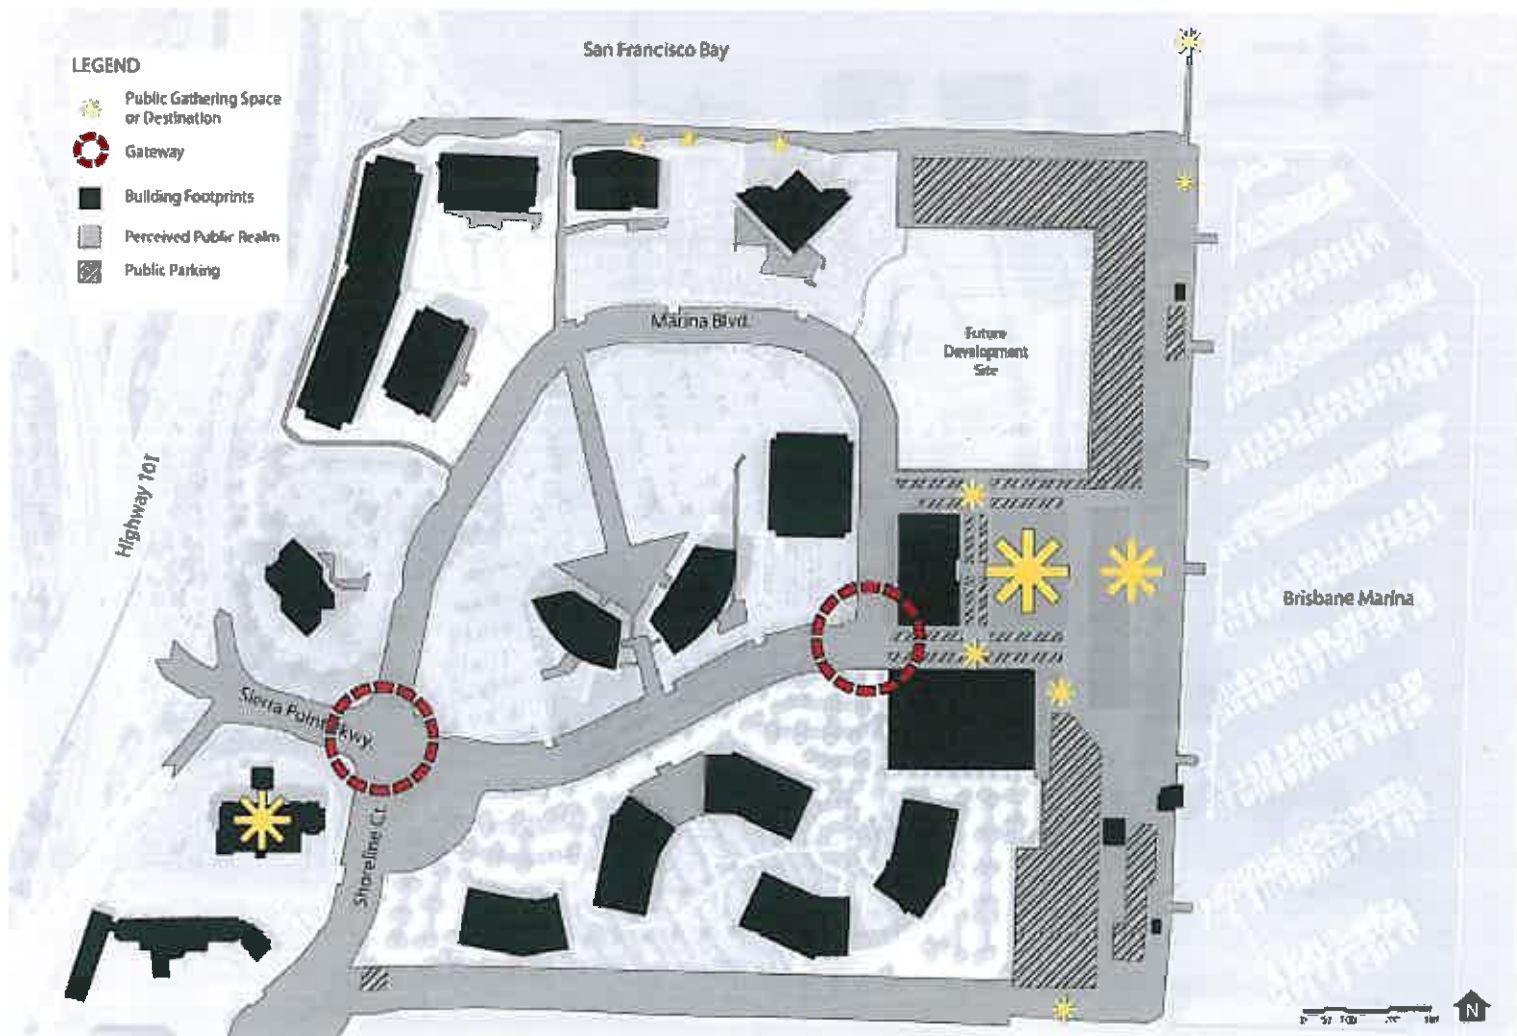 San Francisco Bay
LEGEND
Public Gathering Space
or Destination
Gateway
Building Footprints
Perceived Public Realm
Public Parking
Marina Blvd.
Future
Development
Site
Highway 101
Brisbane Marina
Sierra Point Pkwy.
Shoreline Ct.
N